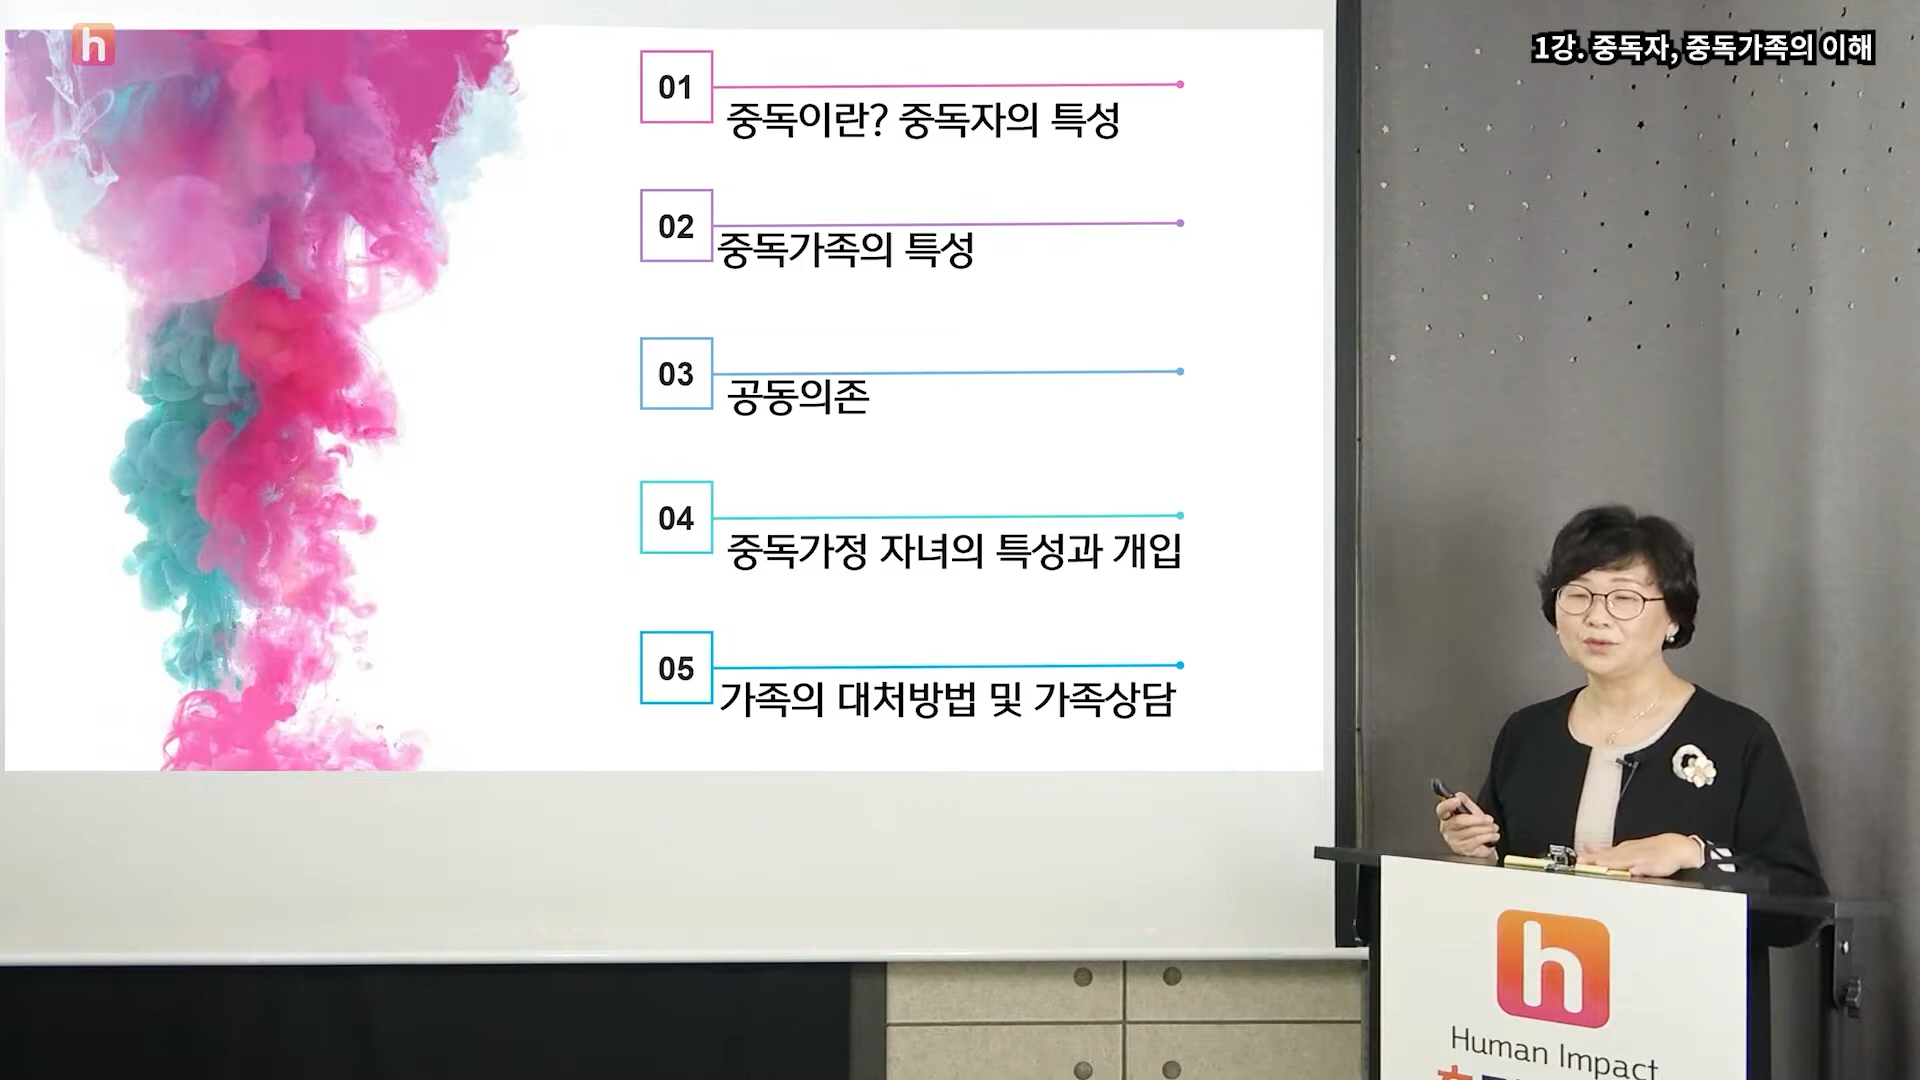 h
1강. 중독자, 중독가족의 이해
01
중독이란? 중독자의 특성
02
중독가족의 특성
03
공동의존
04
중독가정 자녀의 특성과 개입
05
가족의 대처방법 및 가족상담
h
Human Impact